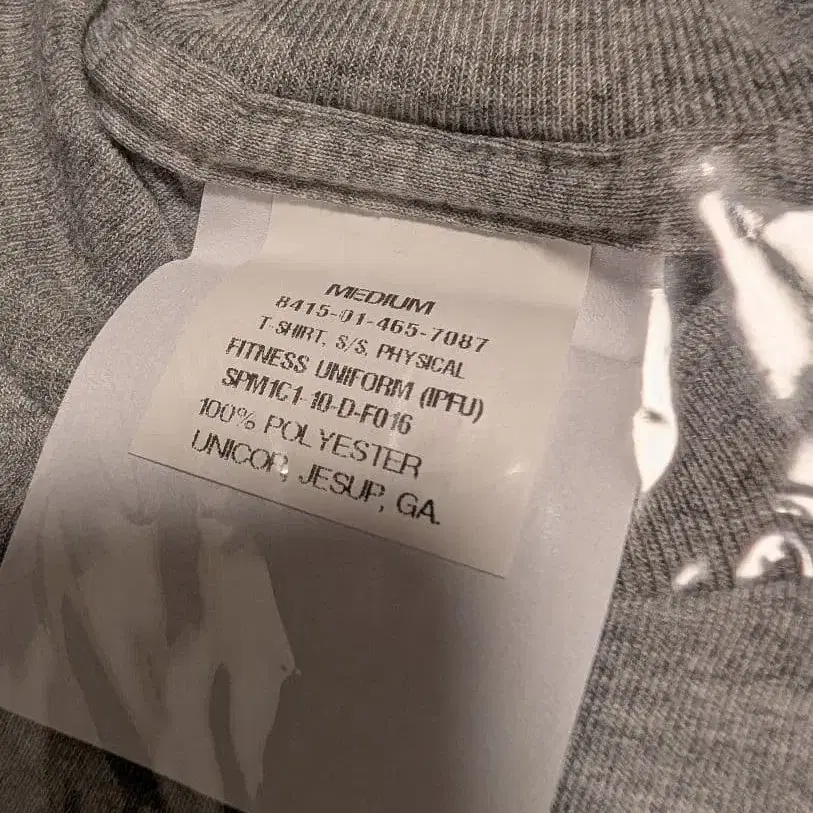 MEDIUM
8415-01-465-7087
T-SHIRT, S/S, PHYSICAL
FITNESS UNIFORM (IPFU)
SPM1C1-10-D-F016
100% POLYESTER
UNICOR, JESUP, GA.